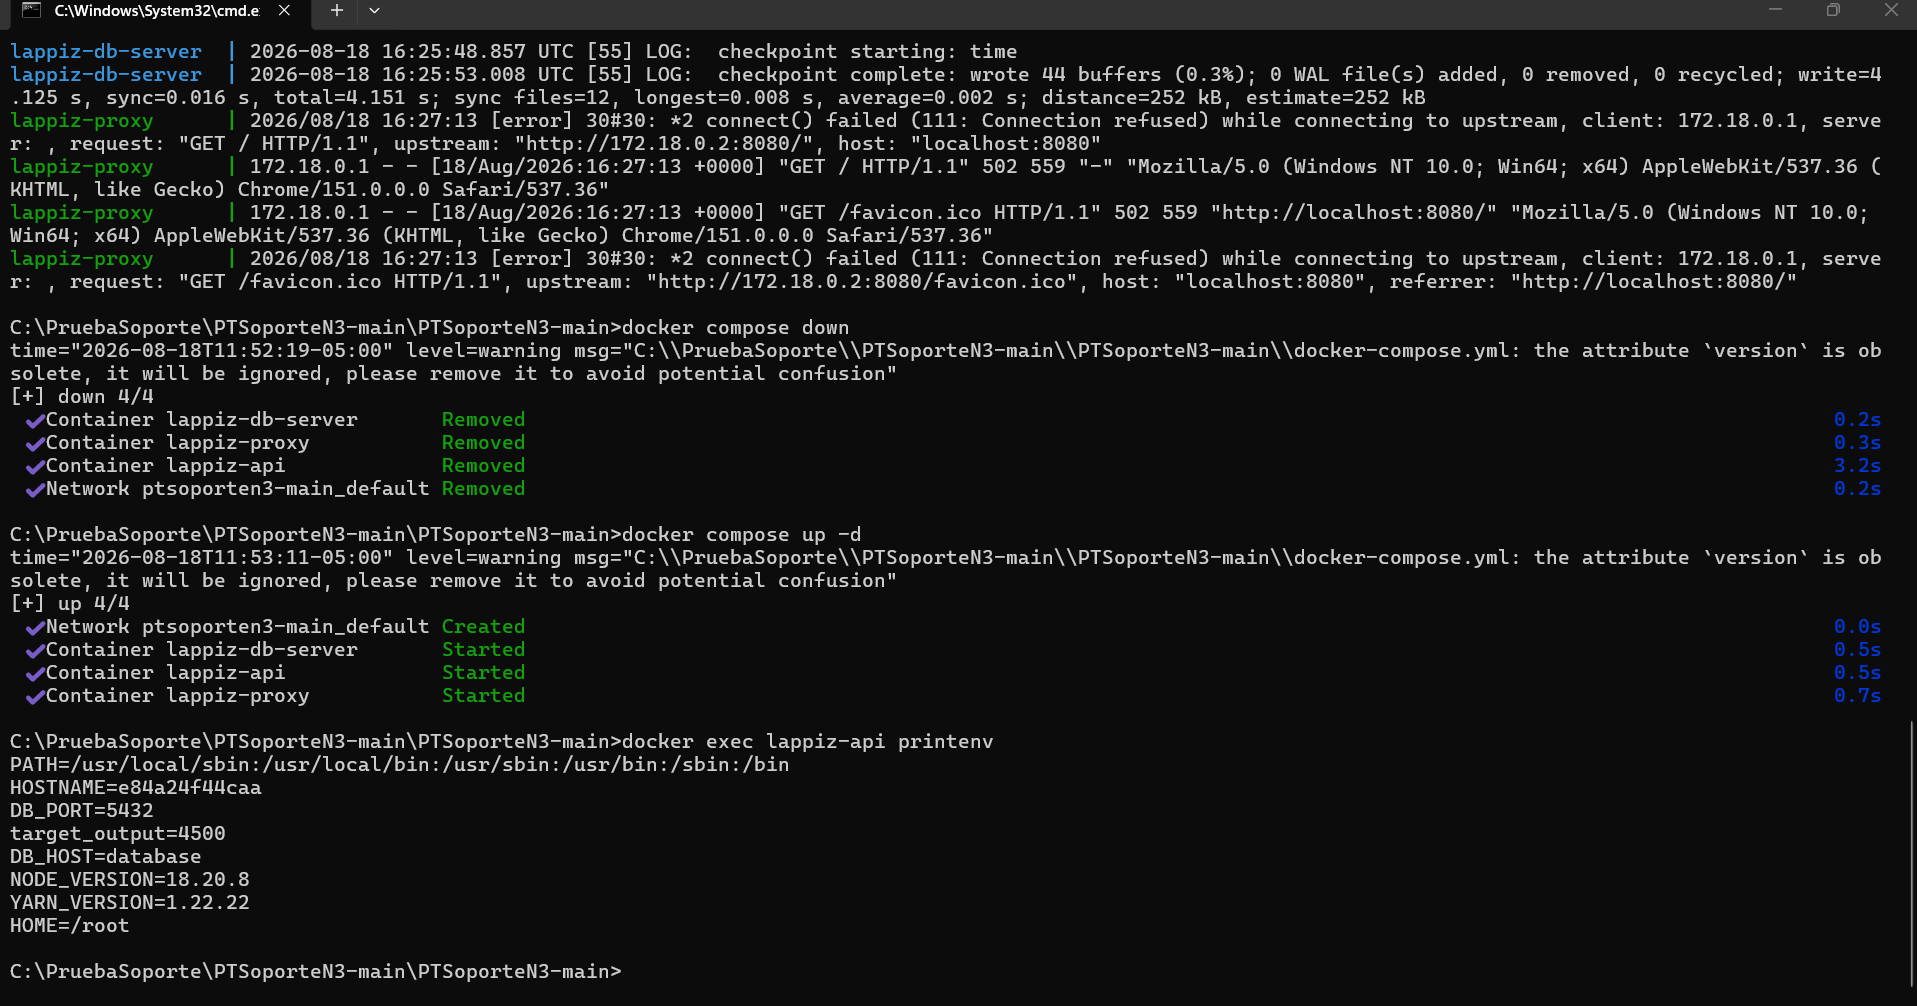 C:\Windows\System32\cmd.e
lappiz-db-server  | 2026-08-18 16:25:48.857 UTC [55] LOG:  checkpoint starting: time
lappiz-db-server  | 2026-08-18 16:25:53.008 UTC [55] LOG:  checkpoint complete: wrote 44 buffers (0.3%); 0 WAL file(s) added, 0 removed, 0 recycled; write=4
.125 s, sync=0.016 s, total=4.151 s; sync files=12, longest=0.008 s, average=0.002 s; distance=252 kB, estimate=252 kB
lappiz-proxy      | 2026/08/18 16:27:13 [error] 30#30: *2 connect() failed (111: Connection refused) while connecting to upstream, client: 172.18.0.1, serve
r: , request: "GET / HTTP/1.1", upstream: "http://172.18.0.2:8080/", host: "localhost:8080"
lappiz-proxy      | 172.18.0.1 - - [18/Aug/2026:16:27:13 +0000] "GET / HTTP/1.1" 502 559 "-" "Mozilla/5.0 (Windows NT 10.0; Win64; x64) AppleWebKit/537.36 (
KHTML, like Gecko) Chrome/151.0.0.0 Safari/537.36"
lappiz-proxy      | 172.18.0.1 - - [18/Aug/2026:16:27:13 +0000] "GET /favicon.ico HTTP/1.1" 502 559 "http://localhost:8080/" "Mozilla/5.0 (Windows NT 10.0;
Win64; x64) AppleWebKit/537.36 (KHTML, like Gecko) Chrome/151.0.0.0 Safari/537.36"
lappiz-proxy      | 2026/08/18 16:27:13 [error] 30#30: *2 connect() failed (111: Connection refused) while connecting to upstream, client: 172.18.0.1, serve
r: , request: "GET /favicon.ico HTTP/1.1", upstream: "http://172.18.0.2:8080/favicon.ico", host: "localhost:8080", referrer: "http://localhost:8080/"
C:\PruebaSoporte\PTSoporteN3-main\PTSoporteN3-main>docker compose down
time="2026-08-18T11:52:19-05:00" level=warning msg="C:\\PruebaSoporte\\PTSoporteN3-main\\PTSoporteN3-main\\docker-compose.yml: the attribute `version` is ob
solete, it will be ignored, please remove it to avoid potential confusion"
[+] down 4/4
✔Container lappiz-db-server       Removed 0.2s
✔Container lappiz-proxy           Removed 0.3s
✔Container lappiz-api             Removed 3.2s
✔Network ptsoporten3-main_default Removed 0.2s
C:\PruebaSoporte\PTSoporteN3-main\PTSoporteN3-main>docker compose up -d
time="2026-08-18T11:53:11-05:00" level=warning msg="C:\\PruebaSoporte\\PTSoporteN3-main\\PTSoporteN3-main\\docker-compose.yml: the attribute `version` is ob
solete, it will be ignored, please remove it to avoid potential confusion"
[+] up 4/4
✔Network ptsoporten3-main_default Created 0.0s
✔Container lappiz-db-server       Started 0.5s
✔Container lappiz-api             Started 0.5s
✔Container lappiz-proxy           Started 0.7s
C:\PruebaSoporte\PTSoporteN3-main\PTSoporteN3-main>docker exec lappiz-api printenv
PATH=/usr/local/sbin:/usr/local/bin:/usr/sbin:/usr/bin:/sbin:/bin
HOSTNAME=e84a24f44caa
DB_PORT=5432
target_output=4500
DB_HOST=database
NODE_VERSION=18.20.8
YARN_VERSION=1.22.22
HOME=/root
C:\PruebaSoporte\PTSoporteN3-main\PTSoporteN3-main>